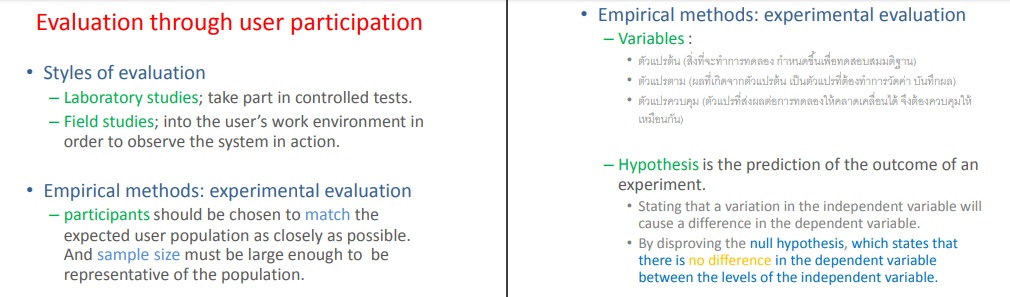 Evaluation through user participation
• Styles of evaluation
– Laboratory studies; take part in controlled tests.
– Field studies; into the user's work environment in
order to observe the system in action.
• Empirical methods: experimental evaluation
– participants should be chosen to match the
expected user population as closely as possible.
And sample size must be large enough to be
representative of the population.
• Empirical methods: experimental evaluation
– Variables :
• ตัวแปรต้น (สิ่งที่จะทำการทดลอง กำหนดขึ้นเพื่อทดสอบสมมติฐาน)
• ตัวแปรตาม (ผลที่เกิดจากตัวแปรต้น เป็นตัวแปรที่ต้องทำการวัดค่า บันทึกผล)
• ตัวแปรควบคุม (ตัวแปรที่ส่งผลต่อการทดลองให้คลาดเคลื่อนได้ จึงต้องควบคุมให้
เหมือนกัน)
– Hypothesis is the prediction of the outcome of an
experiment.
• Stating that a variation in the independent variable will
cause a difference in the dependent variable.
• By disproving the null hypothesis, which states that
there is no difference in the dependent variable
between the levels of the independent variable.